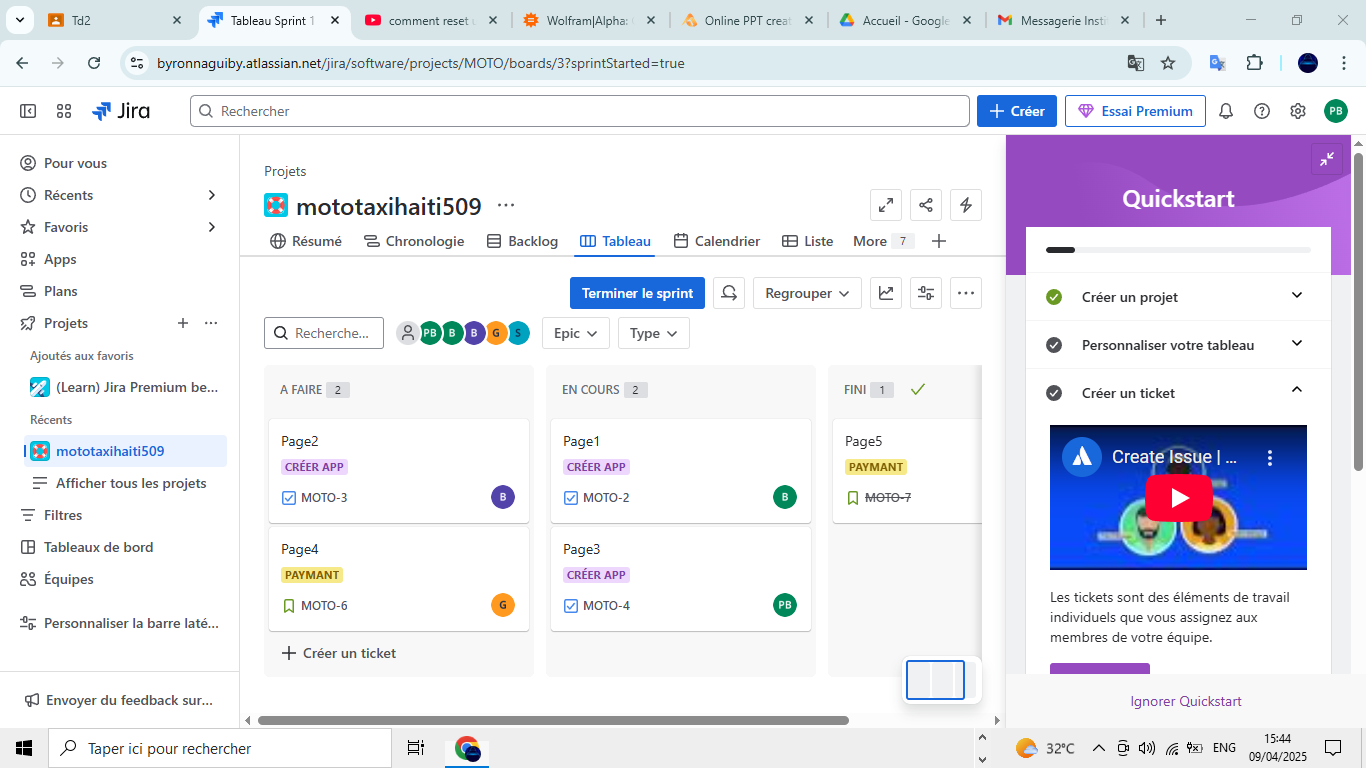 Td2
Tableau Sprint 1
comment reset
Wolfram|Alpha:
Online PPT creat
Accueil - Google
Messagerie Insti
byronnaguiby.atlassian.net/jira/software/projects/MOTO/boards/3?sprintStarted=true
Jira
Rechercher
Créer
Essai Premium
PB
Pour vous
Récents
Favoris
Apps
Plans
Projets
Ajoutés aux favoris
(Learn) Jira Premium be...
Récents
mototaxihaiti509
Afficher tous les projets
Filtres
Tableaux de bord
Équipes
Personnaliser la barre laté...
Envoyer du feedback sur...
Projets
mototaxihaiti509
Résumé
Chronologie
Backlog
Tableau
Calendrier
Liste
More 7
Terminer le sprint
Regrouper
Recherche...
PB B B G S
Epic
Type
A FAIRE 2
Page2
CRÉER APP
MOTO-3
B
Page4
PAYMANT
MOTO-6
G
Créer un ticket
EN COURS 2
Page1
CRÉER APP
MOTO-2
B
Page3
CRÉER APP
MOTO-4
PB
FINI 1
Page5
PAYMANT
MOTO-7
Quickstart
Créer un projet
Personnaliser votre tableau
Créer un ticket
Create Issue | ...
Les tickets sont des éléments de travail
individuels que vous assignez aux
membres de votre équipe.
Ignorer Quickstart
Taper ici pour rechercher
32°C
ENG
15:44
09/04/2025